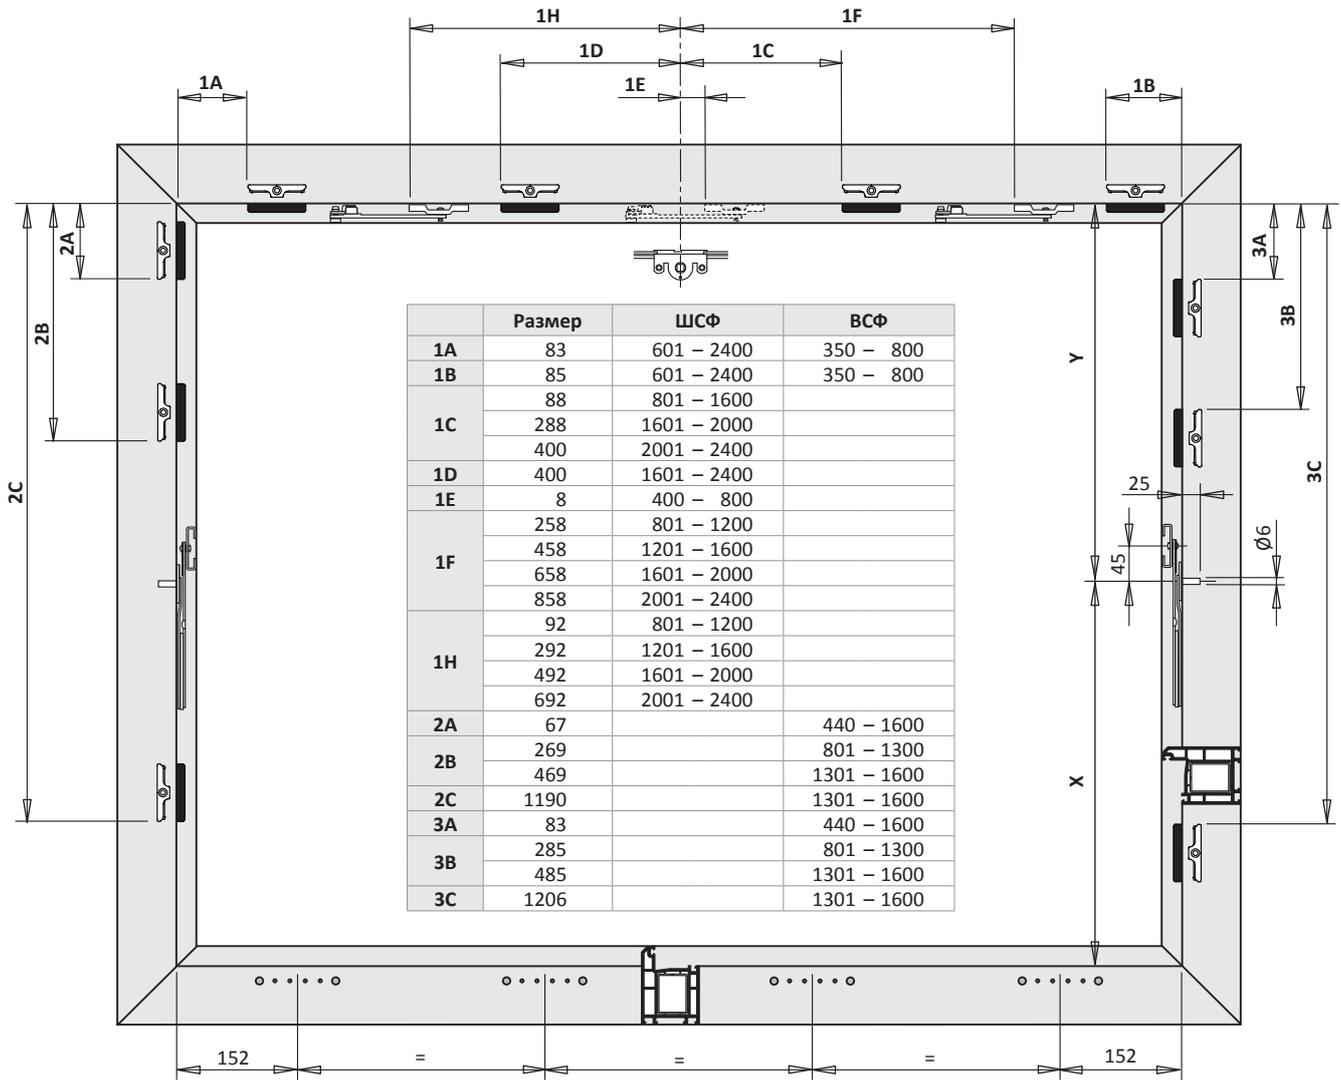 1H 1F
1D 1C
1A 1E 1B
2A 3A
2B 3B
2C 3C
Y
25
45
Ø6
X
Размер ШСФ ВСФ
1A 83 601 – 2400 350 – 800
1B 85 601 – 2400 350 – 800
1C 88 801 – 1600
288 1601 – 2000
400 2001 – 2400
1D 400 1601 – 2400
1E 8 400 – 800
1F 258 801 – 1200
458 1201 – 1600
658 1601 – 2000
858 2001 – 2400
1H 92 801 – 1200
292 1201 – 1600
492 1601 – 2000
692 2001 – 2400
2A 67 440 – 1600
2B 269 801 – 1300
469 1301 – 1600
2C 1190 1301 – 1600
3A 83 440 – 1600
3B 285 801 – 1300
485 1301 – 1600
3C 1206 1301 – 1600
152 = = = 152